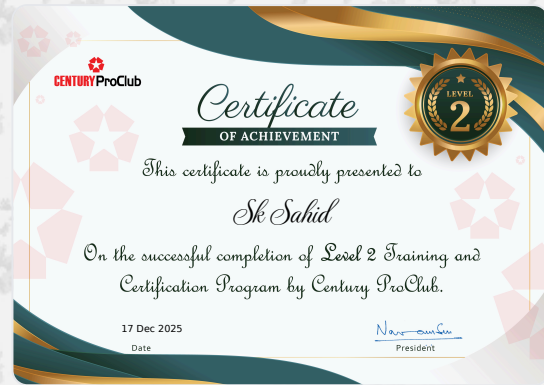 CENTURY ProClub
Certificate
OF ACHIEVEMENT
LEVEL
2
This certificate is proudly presented to
Sk Sahid
On the successful completion of Level 2 Training and
Certification Program by Century ProClub.
17 Dec 2025
Date
President